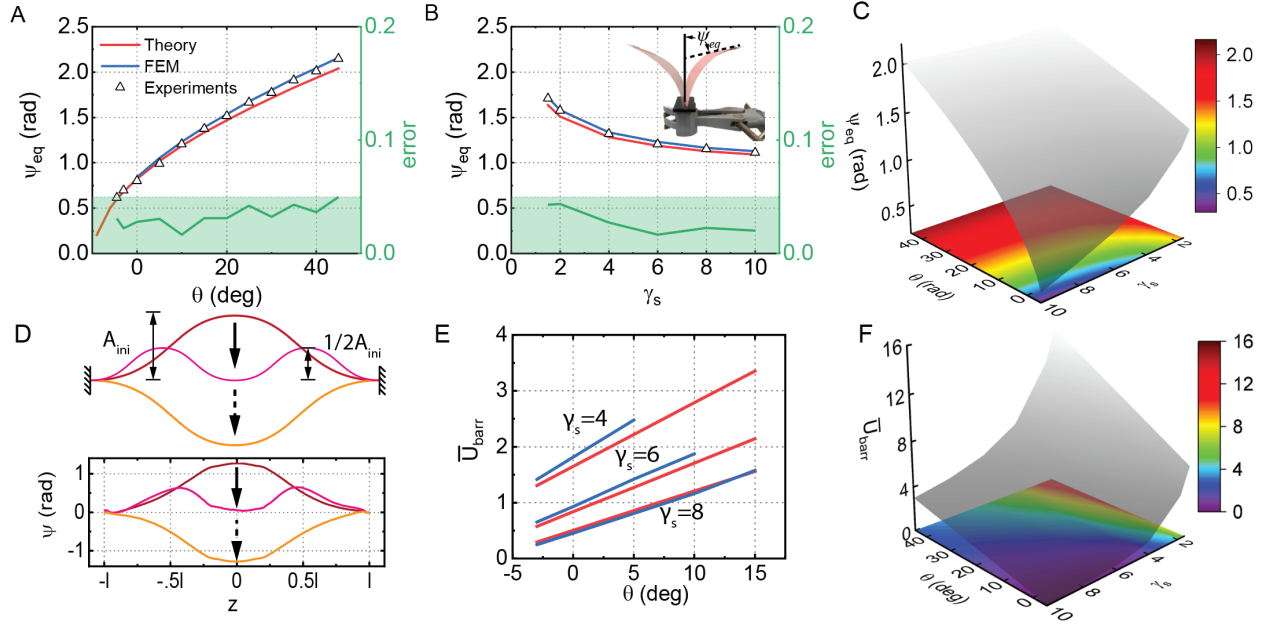 A
2.5
2.0
1.5
1.0
0.5
0.0
ψeq (rad)
Theory
FEM
Experiments
0.2
0.1
0.0
error
0
20
40
θ (deg)
B
2.5
2.0
1.5
1.0
0.5
0.0
ψeq (rad)
ψeq
0.2
0.1
0.0
error
0
2
4
6
8
10
γs
C
2.0
1.5
1.0
0.5
ψ eq (rad)
40
30
20
10
0
θ (rad)
10
8
6
4
2
γs
2.0
1.5
1.0
0.5
D
Aini
1/2Aini
1
0
-1
ψ (rad)
-l
-.5l
0
0.5l
l
z
E
4
3
2
1
0
U̅barr
γs=4
γs=6
γs=8
-5
0
5
10
15
θ (deg)
F
16
12
8
4
0
U̅barr
40
30
20
10
0
θ (deg)
10
8
6
4
2
γs
16
12
8
4
0